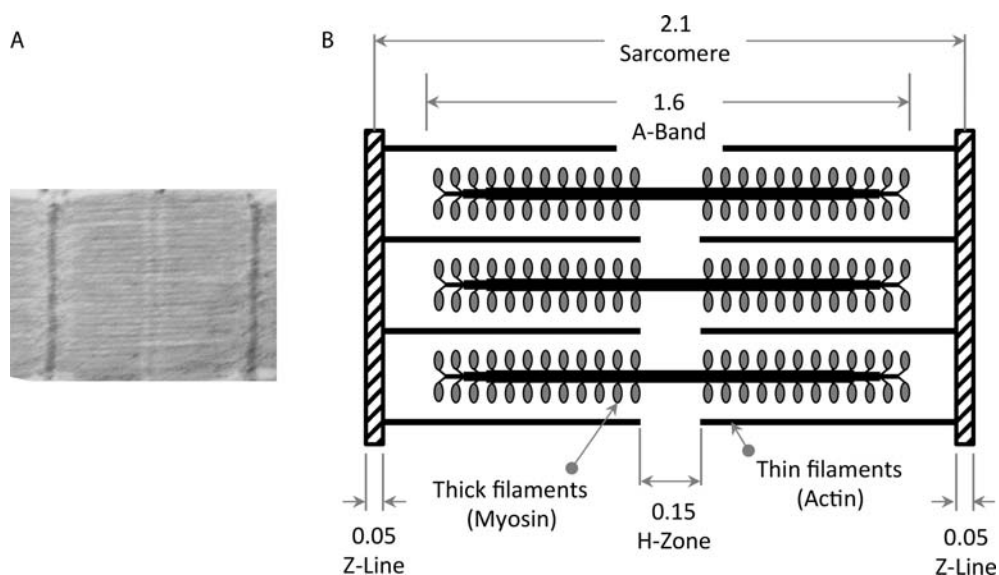 A
B
2.1
Sarcomere
1.6
A-Band
Thick filaments
(Myosin)
Thin filaments
(Actin)
0.05
Z-Line
0.15
H-Zone
0.05
Z-Line